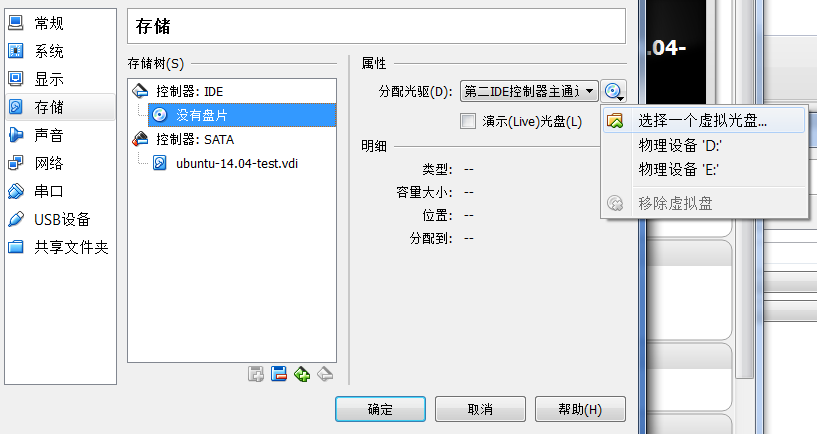 常规
系统
显示
存储
声音
网络
串口
USB设备
共享文件夹
存储
存储树(S)
控制器: IDE
没有盘片
控制器: SATA
ubuntu-14.04-test.vdi
属性
分配光驱(D):
第二IDE控制器主通
演示(Live)光盘(L)
明细
类型: --
容量大小: --
位置: --
分配到: --
选择一个虚拟光盘...
物理设备 'D:'
物理设备 'E:'
移除虚拟盘
.04-
确定
取消
帮助(H)